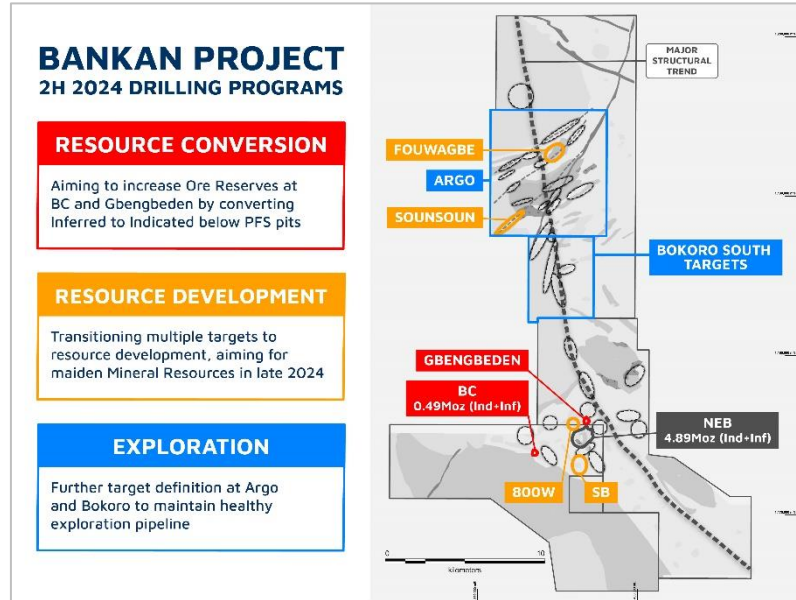 BANKAN PROJECT
2H 2024 DRILLING PROGRAMS
RESOURCE CONVERSION
Aiming to increase Ore Reserves at
BC and Gbengbeden by converting
Inferred to Indicated below PFS pits
RESOURCE DEVELOPMENT
Transitioning multiple targets to
resource development, aiming for
maiden Mineral Resources in late 2024
EXPLORATION
Further target definition at Argo
and Bokoro to maintain healthy
exploration pipeline
MAJOR
STRUCTURAL
TREND
FOUWAGBE
ARGO
SOUNSOUN
BOKORO SOUTH
TARGETS
GBENGBEDEN
BC
0.49Moz (Ind+Inf)
NEB
4.89Moz (Ind+Inf)
800W
SB
0
10
kilometers